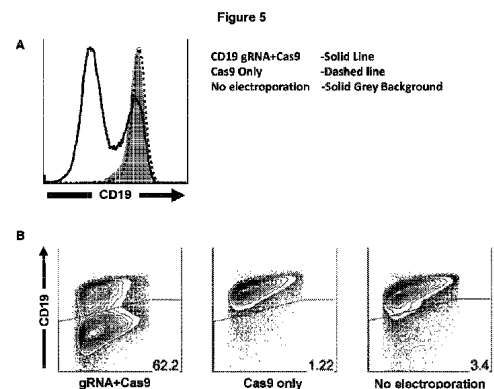 Figure 5
A
CD19 gRNA+Cas9 -Solid Line
Cas9 Only -Dashed line
No electroporation -Solid Grey Background
CD19
B
CD19
62.2
1.22
3.4
gRNA+Cas9
Cas9 only
No electroporation